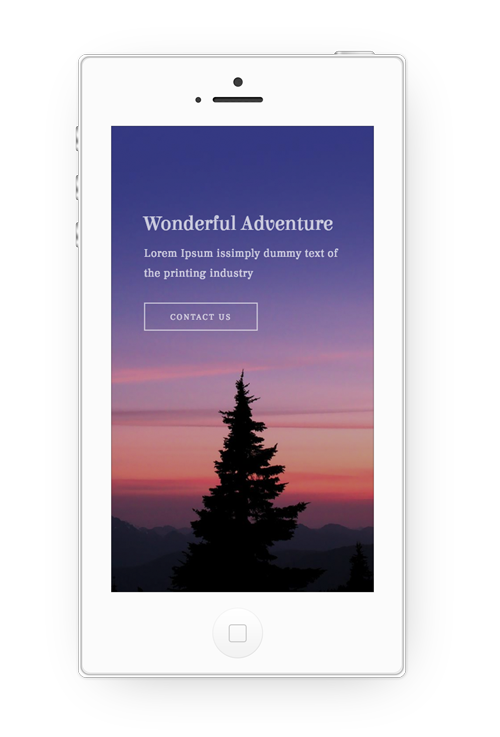 Wonderful Adventure
Lorem Ipsum issimply dummy text of
the printing industry
CONTACT US